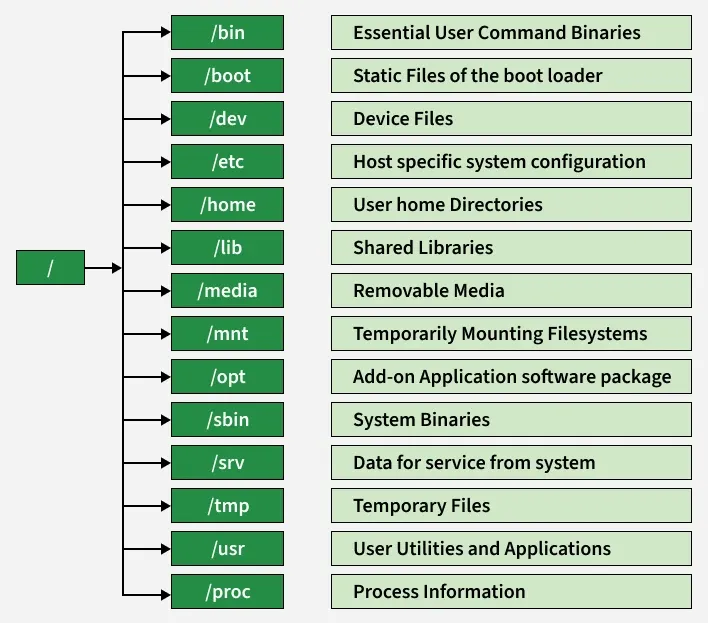 /bin Essential User Command Binaries
/boot Static Files of the boot loader
/dev Device Files
/etc Host specific system configuration
/home User home Directories
/lib Shared Libraries
/
/media Removable Media
/mnt Temporarily Mounting Filesystems
/opt Add-on Application software package
/sbin System Binaries
/srv Data for service from system
/tmp Temporary Files
/usr User Utilities and Applications
/proc Process Information